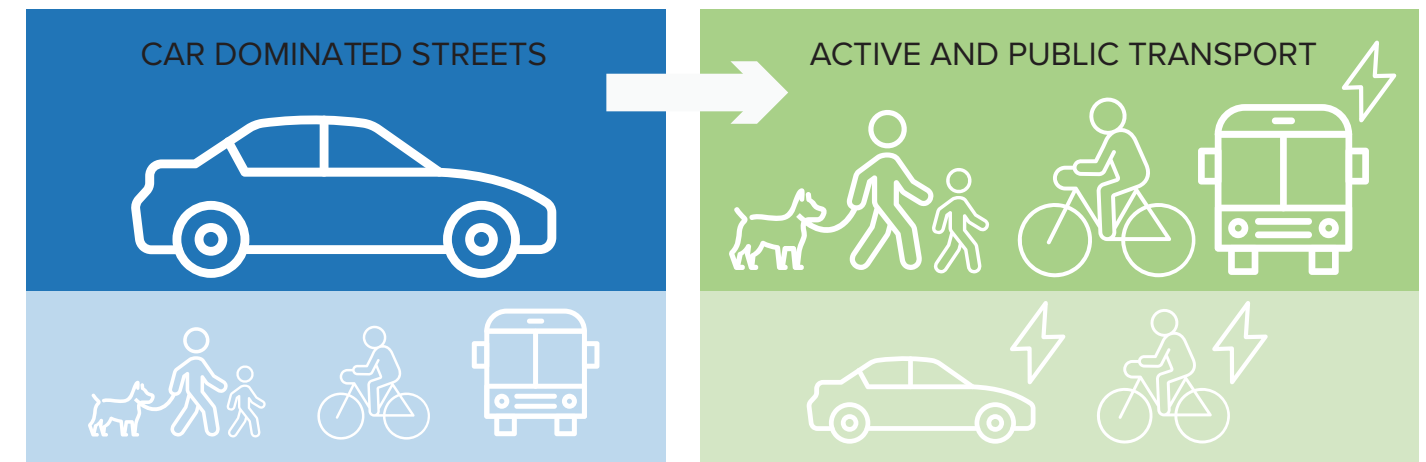 CAR DOMINATED STREETS
ACTIVE AND PUBLIC TRANSPORT